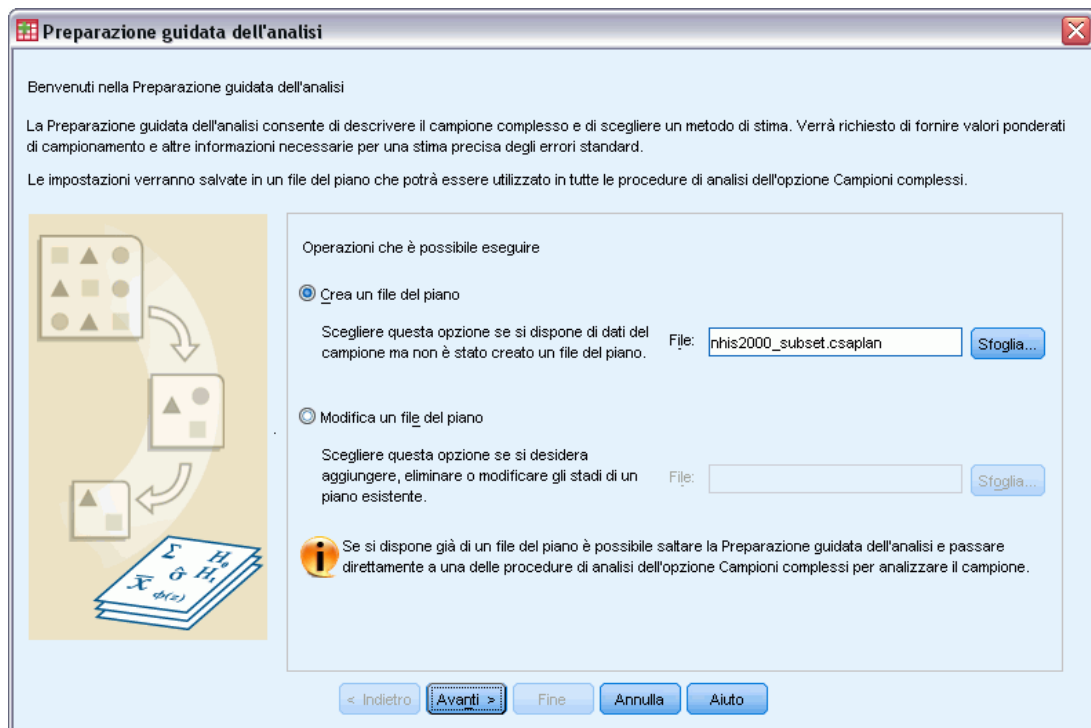 Preparazione guidata dell'analisi
Benvenuti nella Preparazione guidata dell'analisi
La Preparazione guidata dell'analisi consente di descrivere il campione complesso e di scegliere un metodo di stima. Verrà richiesto di fornire valori ponderati
di campionamento e altre informazioni necessarie per una stima precisa degli errori standard.
Le impostazioni verranno salvate in un file del piano che potrà essere utilizzato in tutte le procedure di analisi dell'opzione Campioni complessi.
Operazioni che è possibile eseguire
Crea un file del piano
Scegliere questa opzione se si dispone di dati del
campione ma non è stato creato un file del piano.
File: nhis2000_subset.csaplan Sfoglia...
Modifica un file del piano
Scegliere questa opzione se si desidera
aggiungere, eliminare o modificare gli stadi di un
piano esistente.
File: Sfoglia...
Se si dispone già di un file del piano è possibile saltare la Preparazione guidata dell'analisi e passare
direttamente a una delle procedure di analisi dell'opzione Campioni complessi per analizzare il campione.
Σ H₀
x̄ σ̂ H₁
ϕ(z)
< Indietro Avanti > Fine Annulla Aiuto